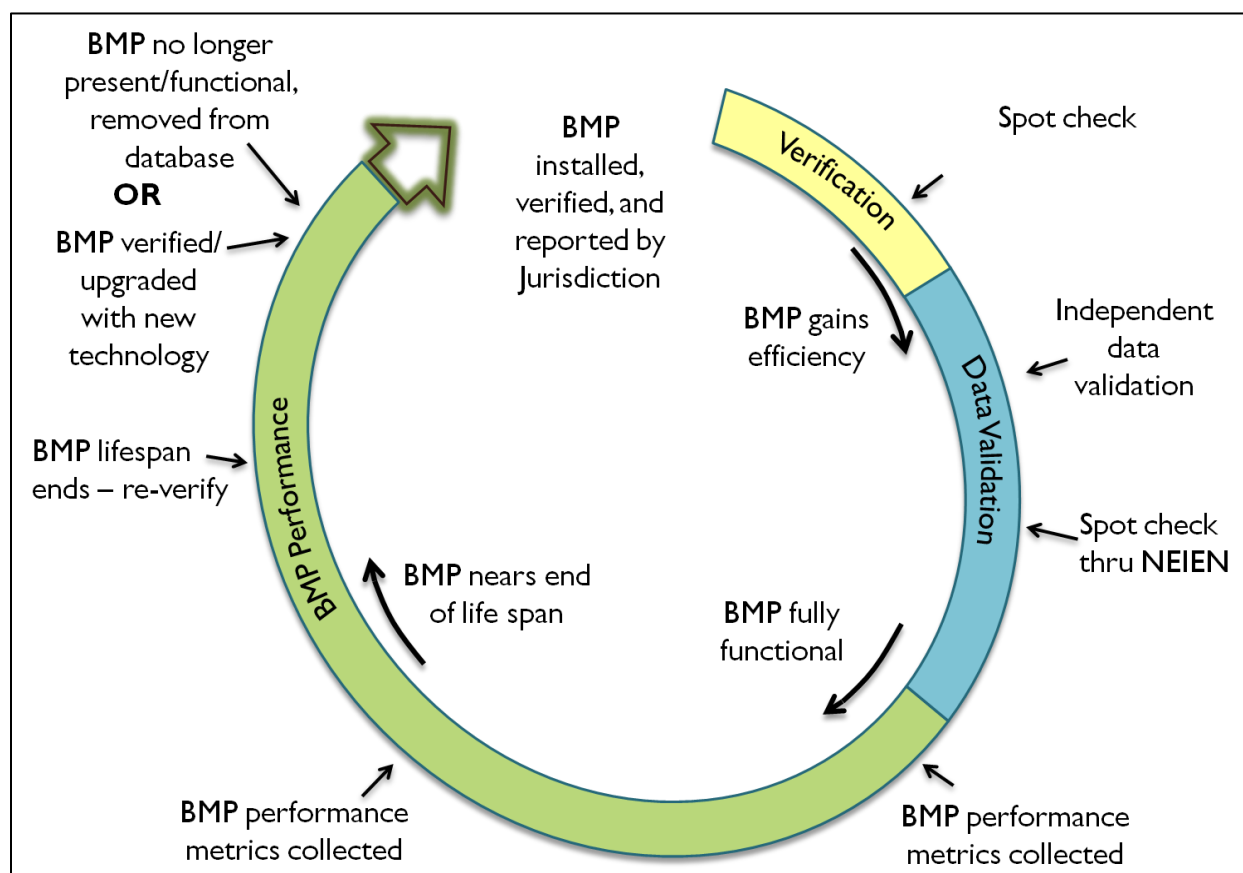 BMP no longer
present/functional,
removed from
database
OR
BMP verified/
upgraded
with new
technology
BMP
installed,
verified, and
reported by
Jurisdiction
Verification
Spot check
BMP gains
efficiency
Independent
data
validation
Data Validation
Spot check
thru NEIEN
BMP fully
functional
BMP performance
metrics collected
BMP performance
metrics collected
BMP nears end
of life span
BMP Performance
BMP lifespan
ends – re-verify